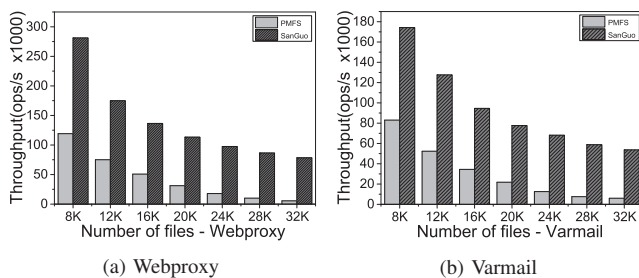 Throughput(ops/s x1000)
300
250
200
150
100
50
0
PMFS
SanGuo
8K 12K 16K 20K 24K 28K 32K
Number of files - Webproxy
(a) Webproxy
Throughput(ops/s x1000)
180
160
140
120
100
80
60
40
20
0
PMFS
SanGuo
8K 12K 16K 20K 24K 28K 32K
Number of files - Varmail
(b) Varmail